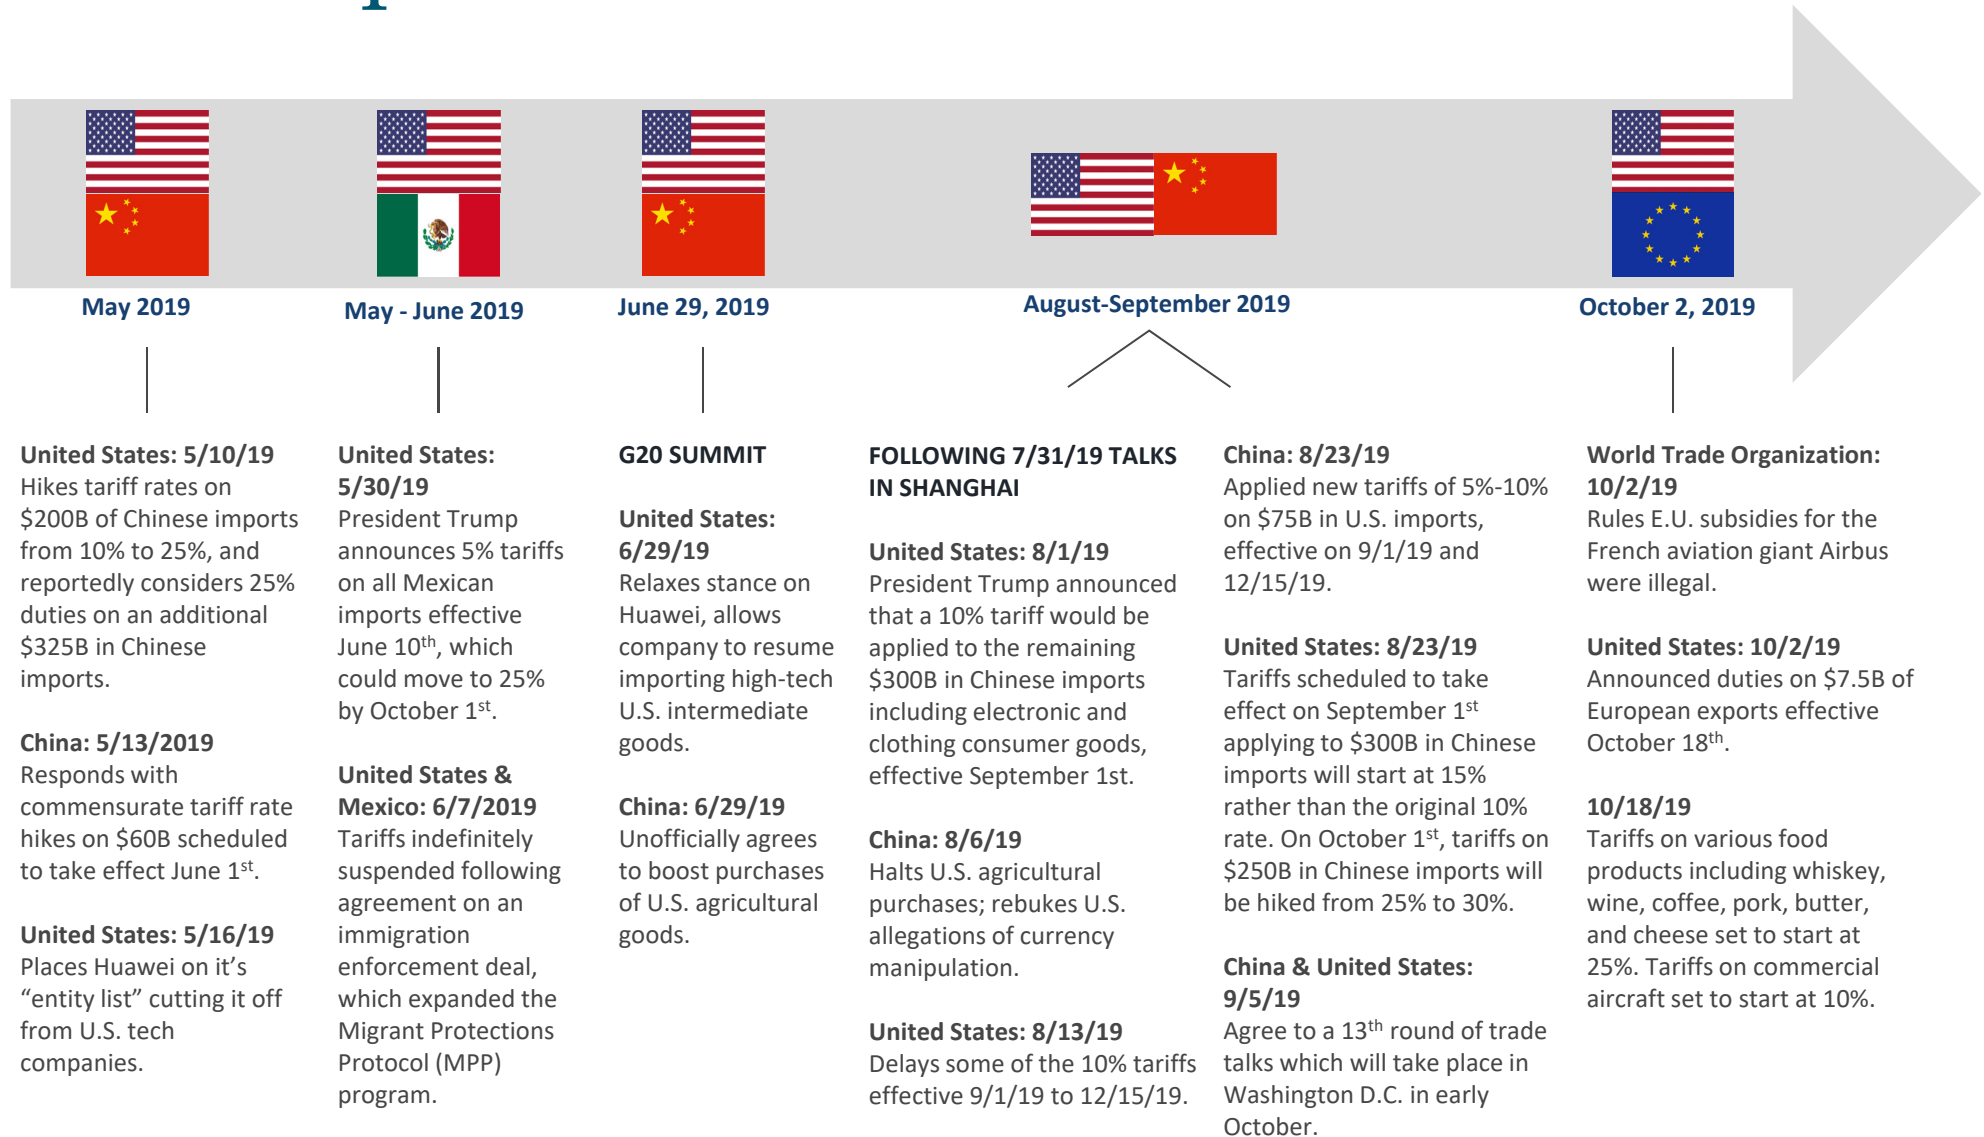 May 2019
May - June 2019
June 29, 2019
August-September 2019
October 2, 2019
United States: 5/10/19
Hikes tariff rates on
$200B of Chinese imports
from 10% to 25%, and
reportedly considers 25%
duties on an additional
$325B in Chinese
imports.
China: 5/13/2019
Responds with
commensurate tariff rate
hikes on $60B scheduled
to take effect June 1st.
United States: 5/16/19
Places Huawei on it's
“entity list” cutting it off
from U.S. tech
companies.
United States:
5/30/19
President Trump
announces 5% tariffs
on all Mexican
imports effective
June 10th, which
could move to 25%
by October 1st.
United States &
Mexico: 6/7/2019
Tariffs indefinitely
suspended following
agreement on an
immigration
enforcement deal,
which expanded the
Migrant Protections
Protocol (MPP)
program.
G20 SUMMIT
United States:
6/29/19
Relaxes stance on
Huawei, allows
company to resume
importing high-tech
U.S. intermediate
goods.
China: 6/29/19
Unofficially agrees
to boost purchases
of U.S. agricultural
goods.
FOLLOWING 7/31/19 TALKS
IN SHANGHAI
United States: 8/1/19
President Trump announced
that a 10% tariff would be
applied to the remaining
$300B in Chinese imports
including electronic and
clothing consumer goods,
effective September 1st.
China: 8/6/19
Halts U.S. agricultural
purchases; rebukes U.S.
allegations of currency
manipulation.
United States: 8/13/19
Delays some of the 10% tariffs
effective 9/1/19 to 12/15/19.
China: 8/23/19
Applied new tariffs of 5%-10%
on $75B in U.S. imports,
effective on 9/1/19 and
12/15/19.
United States: 8/23/19
Tariffs scheduled to take
effect on September 1st
applying to $300B in Chinese
imports will start at 15%
rather than the original 10%
rate. On October 1st, tariffs on
$250B in Chinese imports will
be hiked from 25% to 30%.
China & United States:
9/5/19
Agree to a 13th round of trade
talks which will take place in
Washington D.C. in early
October.
World Trade Organization:
10/2/19
Rules E.U. subsidies for the
French aviation giant Airbus
were illegal.
United States: 10/2/19
Announced duties on $7.5B of
European exports effective
October 18th.
10/18/19
Tariffs on various food
products including whiskey,
wine, coffee, pork, butter,
and cheese set to start at
25%. Tariffs on commercial
aircraft set to start at 10%.